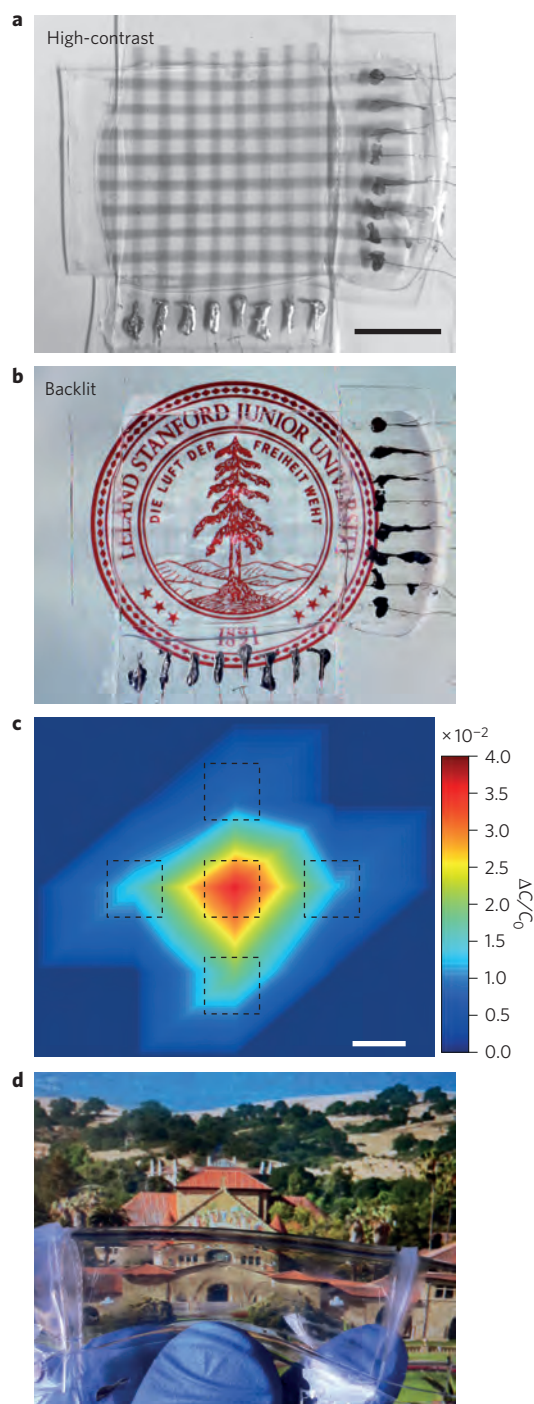 a
High-contrast
b
Backlit
LELAND STANFORD JUNIOR UNIVERSITY
DIE LUFT DER FREIHEIT WEHT
1891
c
×10⁻²
4.0
3.5
3.0
2.5
2.0
1.5
1.0
0.5
0.0
ΔC/C₀
d